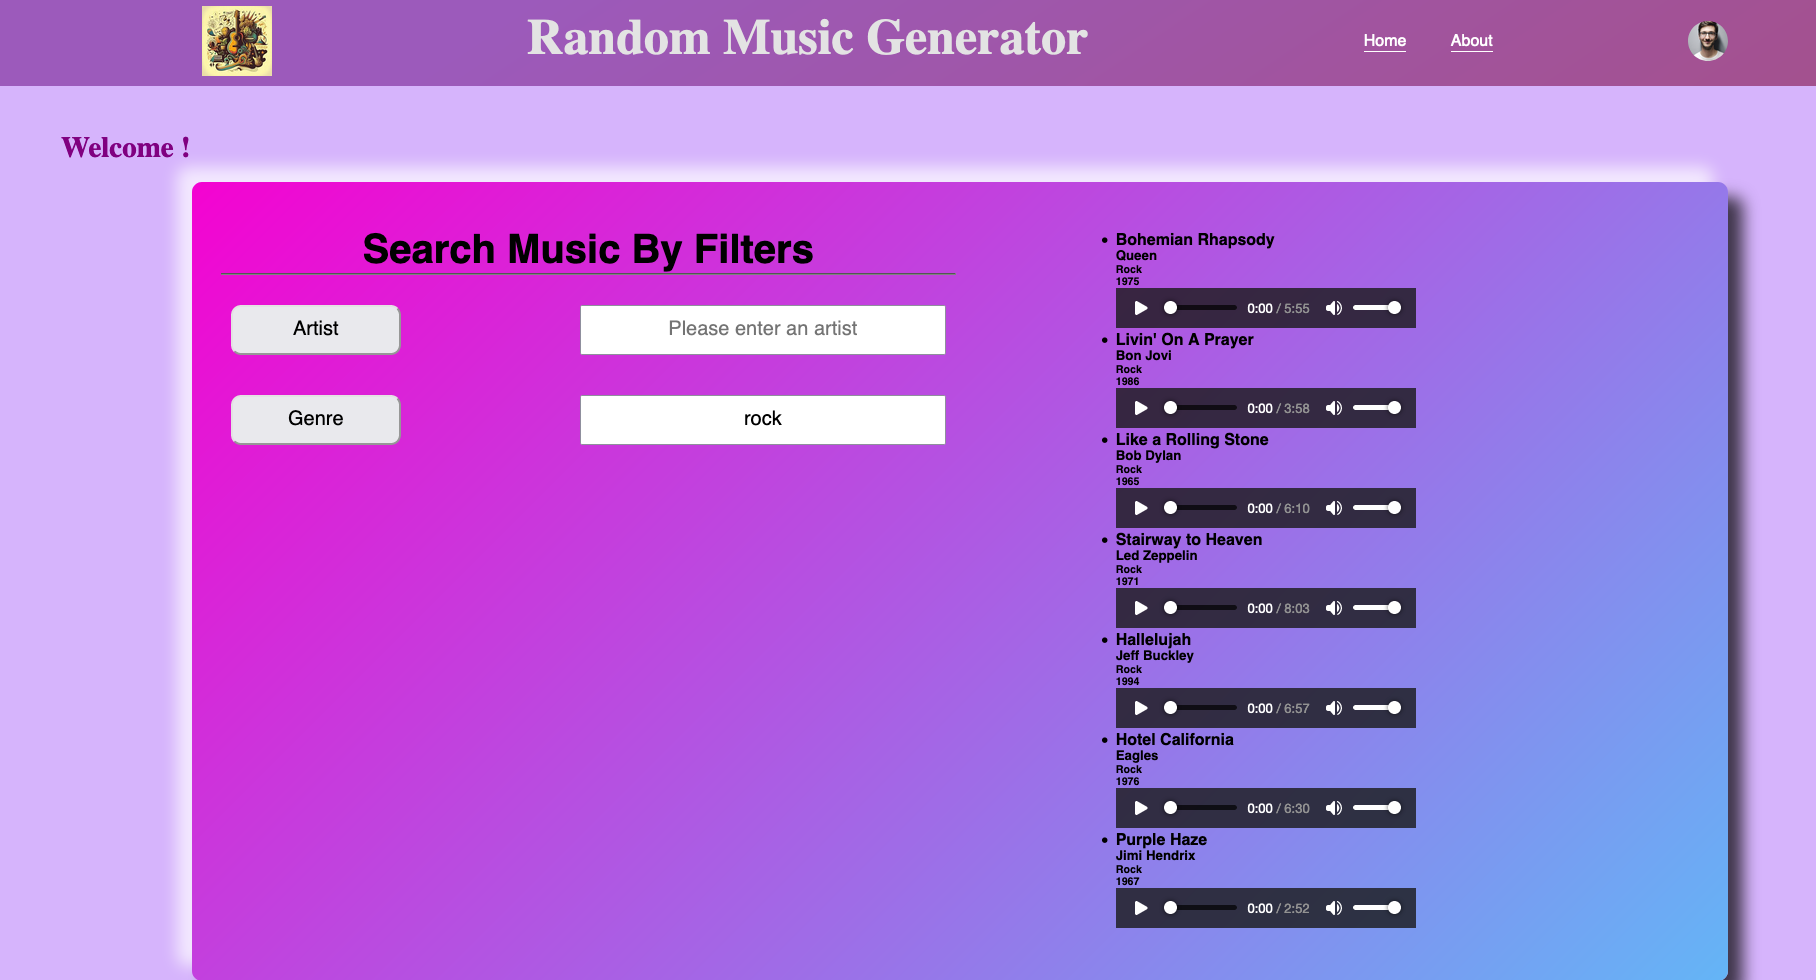 Random Music Generator
Home
About
Welcome !
Search Music By Filters
Artist
Please enter an artist
Genre
rock
Bohemian Rhapsody
Queen
Rock
1975
0:00 / 5:55
Livin' On A Prayer
Bon Jovi
Rock
1986
0:00 / 3:58
Like a Rolling Stone
Bob Dylan
Rock
1965
0:00 / 6:10
Stairway to Heaven
Led Zeppelin
Rock
1971
0:00 / 8:03
Hallelujah
Jeff Buckley
Rock
1994
0:00 / 6:57
Hotel California
Eagles
Rock
1976
0:00 / 6:30
Purple Haze
Jimi Hendrix
Rock
1967
0:00 / 2:52